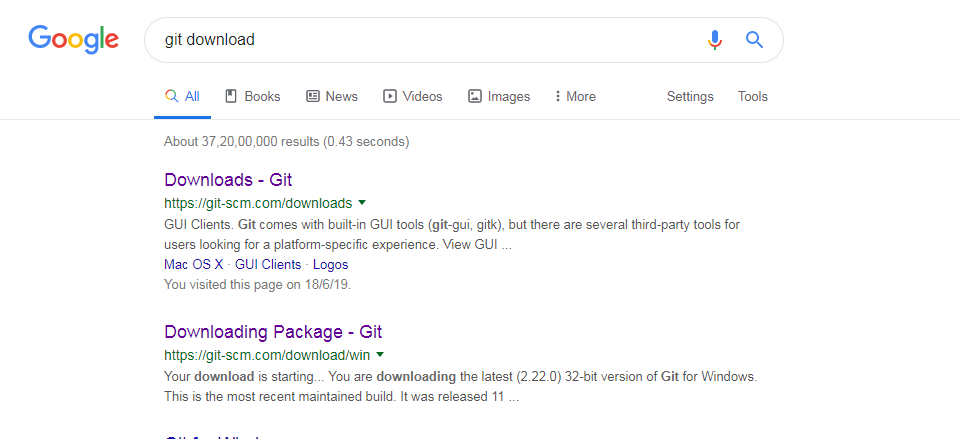 Google
git download
All Books News Videos Images More Settings Tools
About 37,20,00,000 results (0.43 seconds)
Downloads - Git
https://git-scm.com/downloads
GUI Clients. Git comes with built-in GUI tools (git-gui, gitk), but there are several third-party tools for
users looking for a platform-specific experience. View GUI ...
Mac OS X · GUI Clients · Logos
You visited this page on 18/6/19.
Downloading Package - Git
https://git-scm.com/download/win
Your download is starting... You are downloading the latest (2.22.0) 32-bit version of Git for Windows.
This is the most recent maintained build. It was released 11 ...